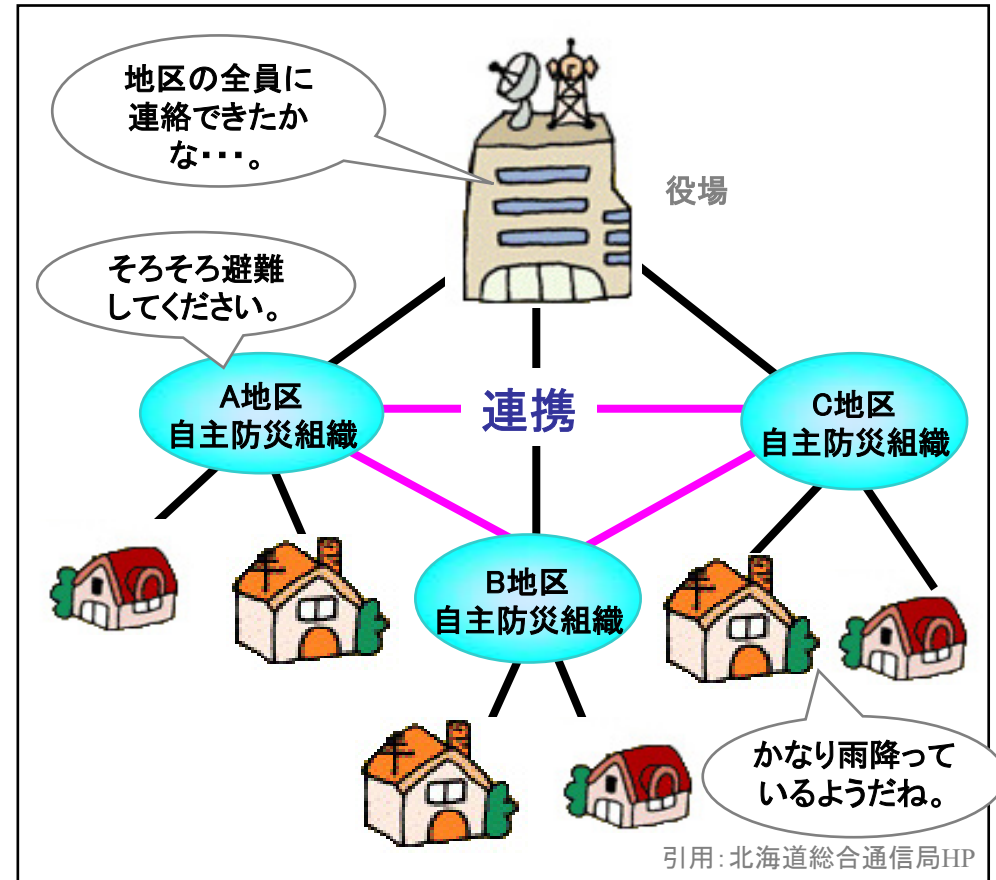 地区の全員に
連絡できたか
な・・・。
役場
そろそろ避難
してください。
A地区
自主防災組織
連携
C地区
自主防災組織
B地区
自主防災組織
かなり雨降って
いるようだね。
引用：北海道総合通信局HP